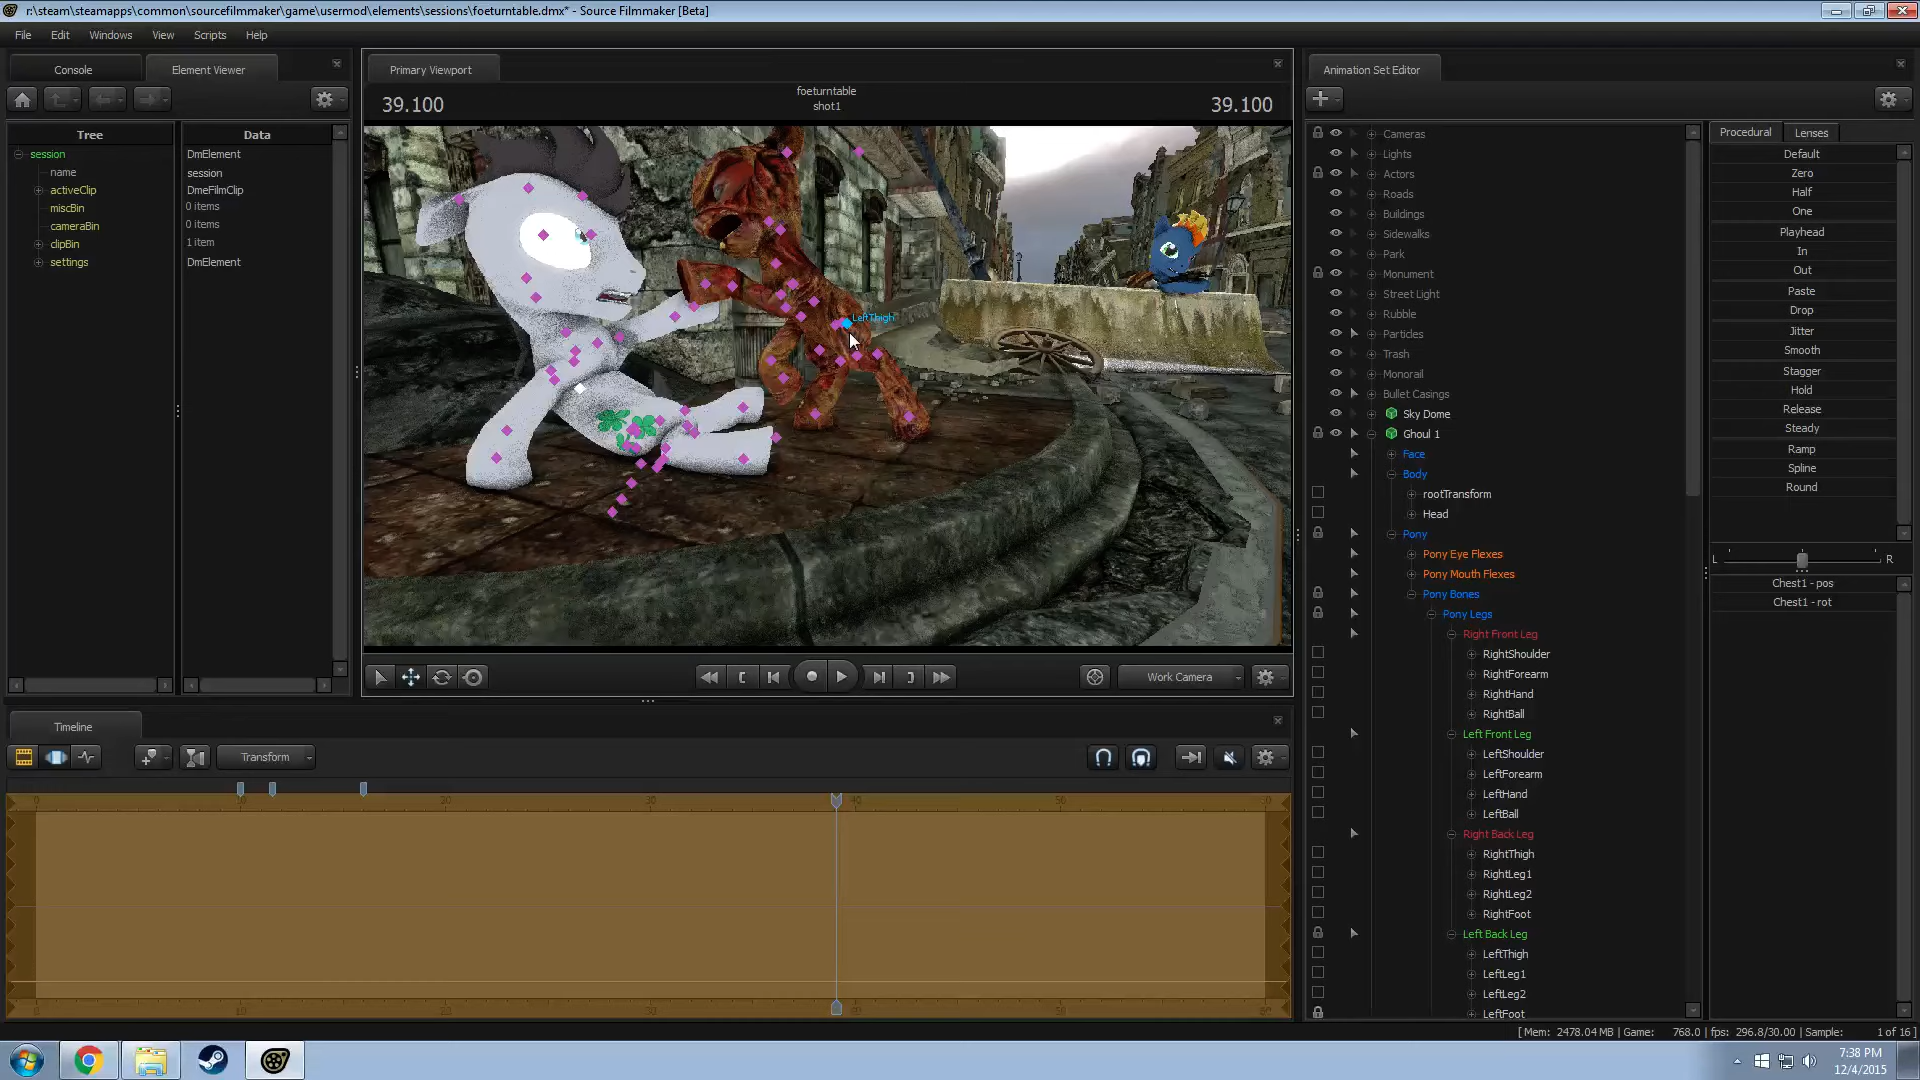 r:\steam\steamapps\common\sourcefilmmaker\game\usermod\elements\sessions\foeturntable.dmx* - Source Filmmaker [Beta]
File Edit Windows View Scripts Help
Console Element Viewer
Tree Data
session DmElement
name session
activeClip DmeFilmClip
miscBin 0 items
cameraBin 0 items
clipBin 1 item
settings DmElement
Primary Viewport
39.100 foeturntable 39.100
shot1
LeftThigh
Work Camera
Timeline
Transform
Animation Set Editor
Cameras
Lights
Actors
Roads
Buildings
Sidewalks
Park
Monument
Street Light
Rubble
Particles
Trash
Monorail
Bullet Casings
Sky Dome
Ghoul 1
Face
Body
rootTransform
Head
Pony
Pony Eye Flexes
Pony Mouth Flexes
Pony Bones
Pony Legs
Right Front Leg
RightShoulder
RightForearm
RightHand
RightBall
Left Front Leg
LeftShoulder
LeftForearm
LeftHand
LeftBall
Right Back Leg
RightThigh
RightLeg1
RightLeg2
RightFoot
Left Back Leg
LeftThigh
LeftLeg1
LeftLeg2
LeftFoot
Procedural Lenses
Default
Zero
Half
One
Playhead
In
Out
Paste
Drop
Jitter
Smooth
Stagger
Hold
Release
Steady
Ramp
Spline
Round
L R
Chest1 - pos
Chest1 - rot
[ Mem: 2478.04 MB | Game: 768.0 | fps: 296.8/30.00 | Sample: 1 of 16 ]
7:38 PM
12/4/2015